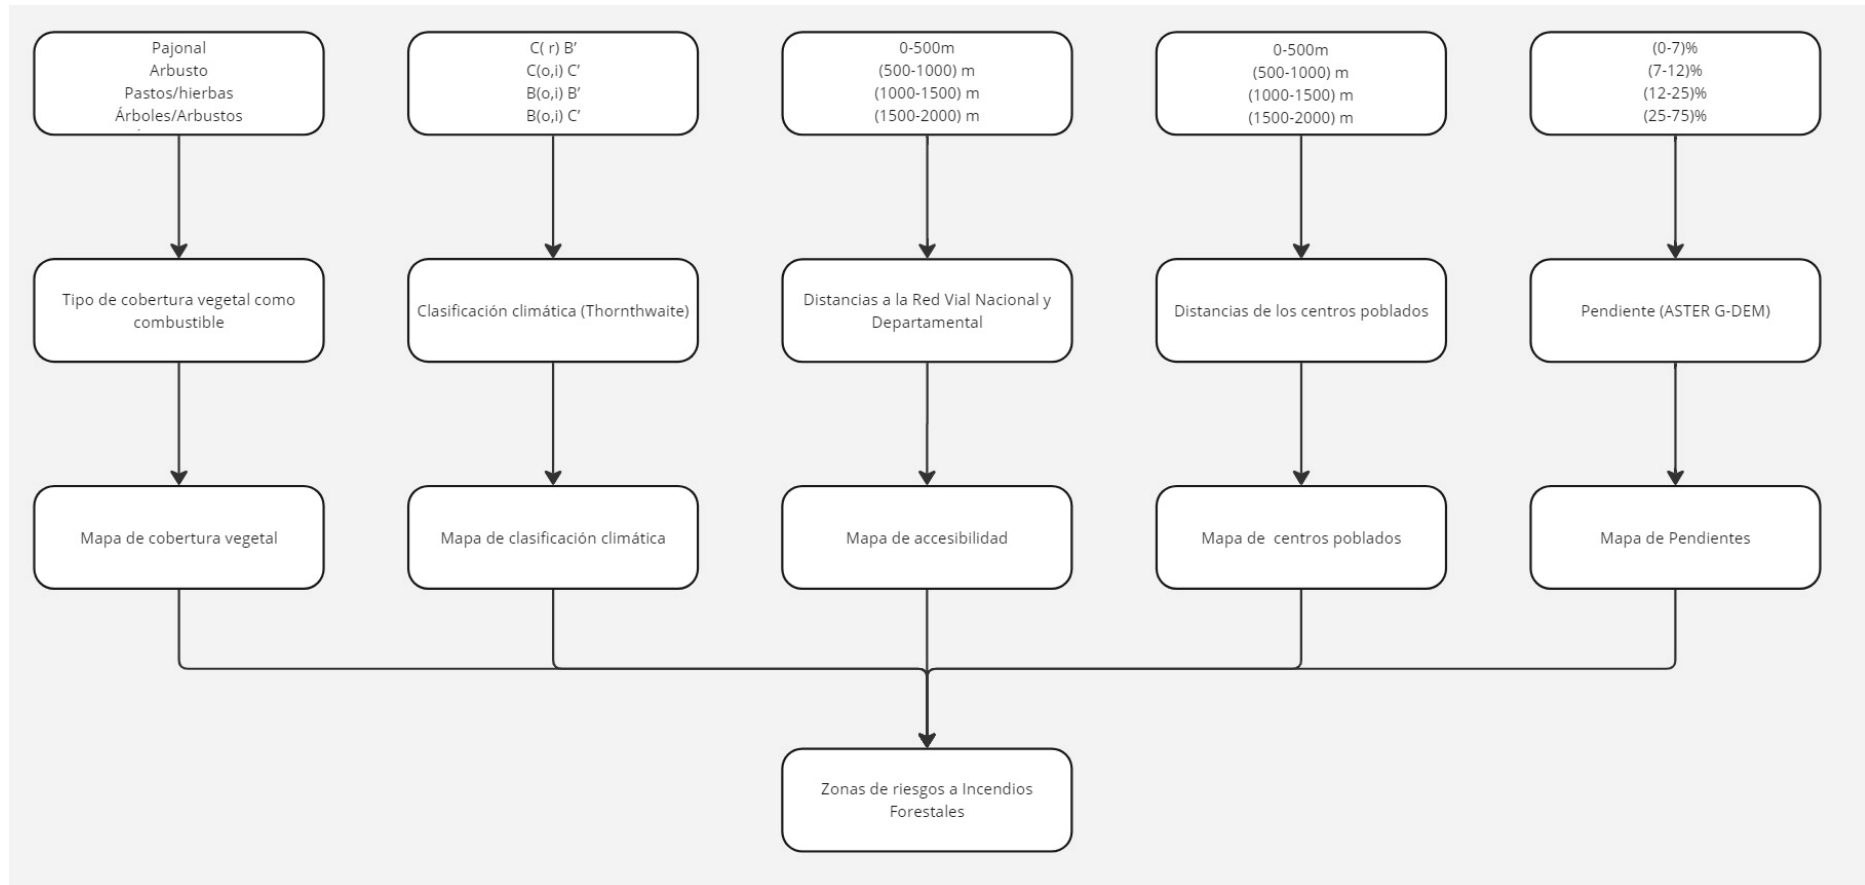 Pajonal
Arbusto
Pastos/hierbas
Árboles/Arbustos
C( r) B’
C(o,i) C’
B(o,i) B’
B(o,i) C’
0-500m
(500-1000) m
(1000-1500) m
(1500-2000) m
0-500m
(500-1000) m
(1000-1500) m
(1500-2000) m
(0-7)%
(7-12)%
(12-25)%
(25-75)%
Tipo de cobertura vegetal como
combustible
Clasificación climática (Thornthwaite)
Distancias a la Red Vial Nacional y
Departamental
Distancias de los centros poblados
Pendiente (ASTER G-DEM)
Mapa de cobertura vegetal
Mapa de clasificación climática
Mapa de accesibilidad
Mapa de  centros poblados
Mapa de Pendientes
Zonas de riesgos a Incendios
Forestales